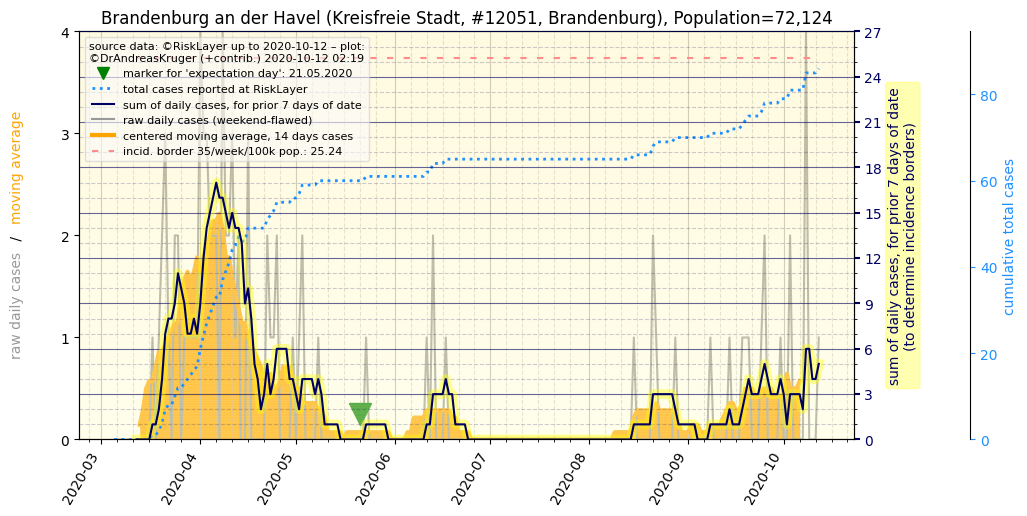 Brandenburg an der Havel (Kreisfreie Stadt, #12051, Brandenburg), Population=72,124
source data: ©RiskLayer up to 2020-10-12 – plot:
©DrAndreasKruger (+contrib.) 2020-10-12 02:19
marker for 'expectation day': 21.05.2020
total cases reported at RiskLayer
sum of daily cases, for prior 7 days of date
raw daily cases (weekend-flawed)
centered moving average, 14 days cases
incid. border 35/week/100k pop.: 25.24
raw daily cases / moving average
4
3
2
1
0
27
24
21
18
15
12
9
6
3
0
sum of daily cases, for prior 7 days of date
(to determine incidence borders)
80
60
40
20
0
cumulative total cases
2020-03
2020-04
2020-05
2020-06
2020-07
2020-08
2020-09
2020-10